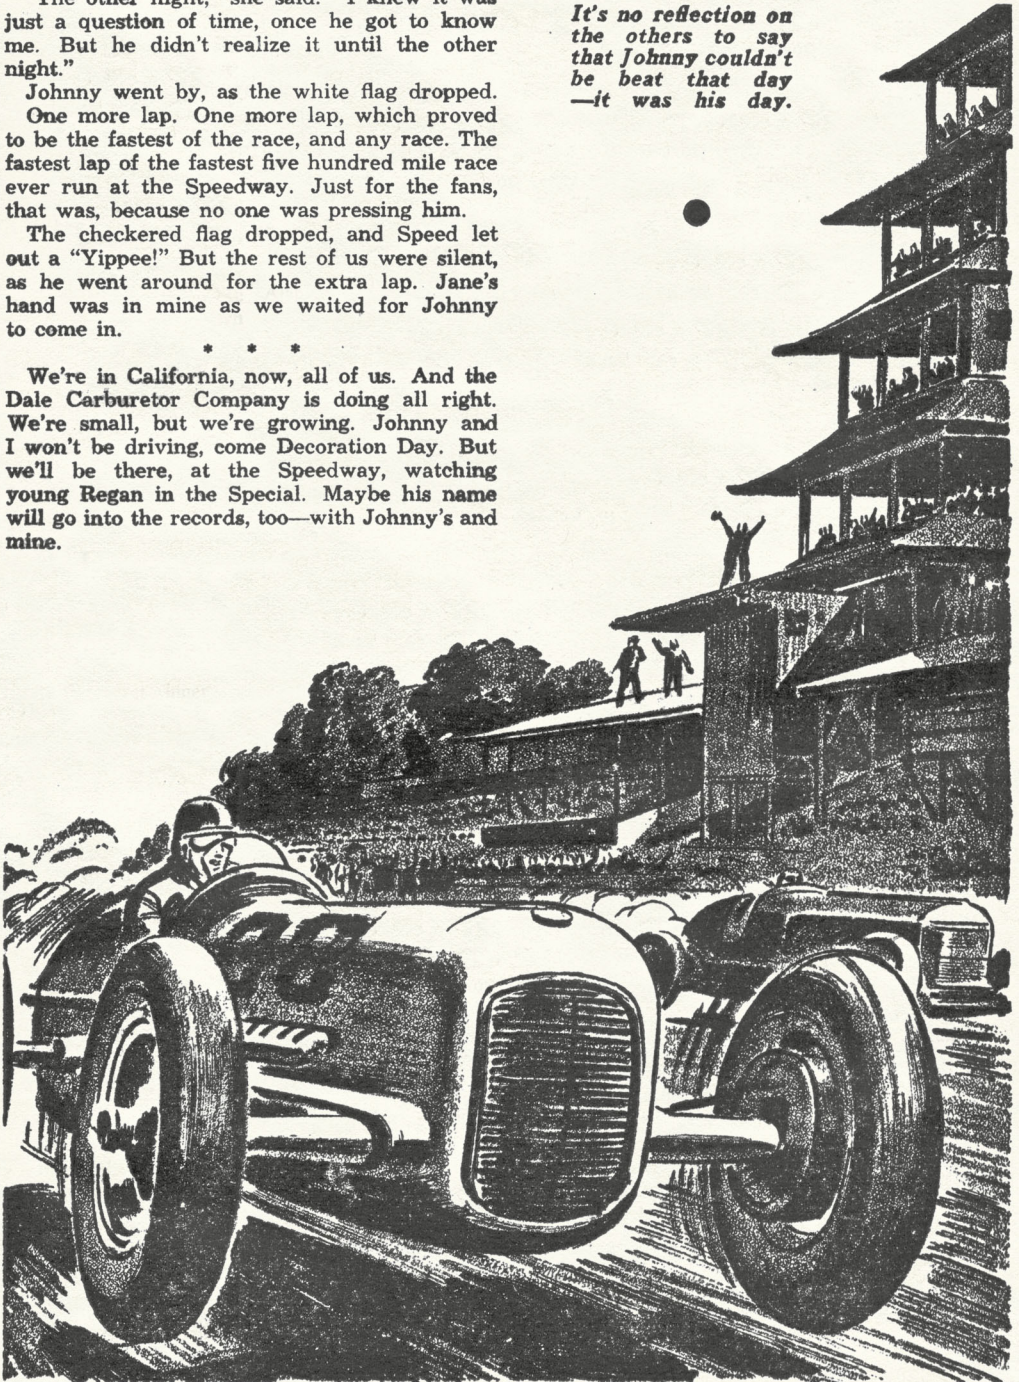 The other night," she said. "I knew it was
just a question of time, once he got to know
me. But he didn't realize it until the other
night."
Johnny went by, as the white flag dropped.
One more lap. One more lap, which proved
to be the fastest of the race, and any race. The
fastest lap of the fastest five hundred mile race
ever run at the Speedway. Just for the fans,
that was, because no one was pressing him.
The checkered flag dropped, and Speed let
out a "Yippee!" But the rest of us were silent,
as he went around for the extra lap. Jane's
hand was in mine as we waited for Johnny
to come in.
* * *
We're in California, now, all of us. And the
Dale Carburetor Company is doing all right.
We're small, but we're growing. Johnny and
I won't be driving, come Decoration Day. But
we'll be there, at the Speedway, watching
young Regan in the Special. Maybe his name
will go into the records, too—with Johnny's and
mine.
It's no reflection on
the others to say
that Johnny couldn't
be beat that day
—it was his day.